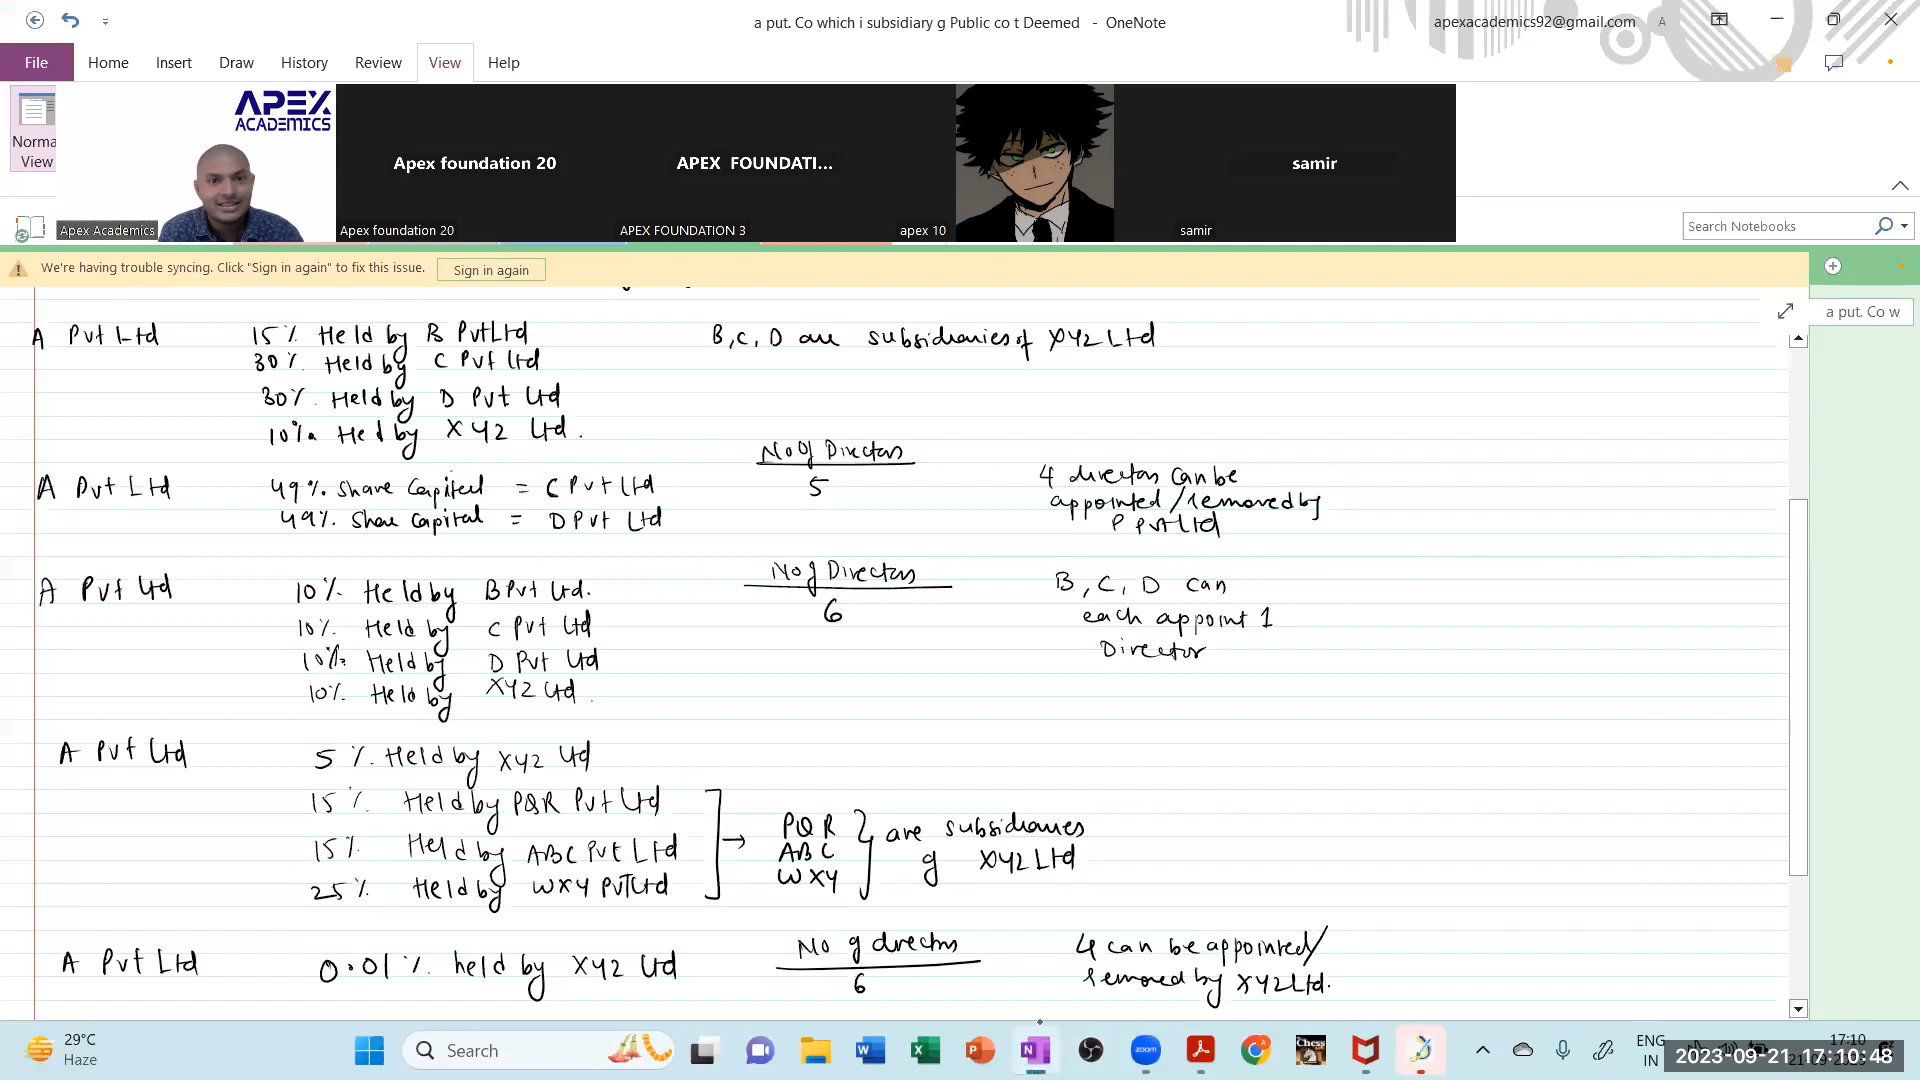 a put. Co which i subsidiary g Public co t Deemed - OneNote
apexacademics92@gmail.com A
File Home Insert Draw History Review View Help
APEX
ACADEMICS
Norma
View
Apex foundation 20
APEX FOUNDATI...
samir
Apex Academics
Apex foundation 20
APEX FOUNDATION 3
apex 10
samir
Search Notebooks
We're having trouble syncing. Click "Sign in again" to fix this issue. Sign in again
a put. Co w
A Pvt Ltd 15% Held by B Pvt Ltd B, C, D are subsidiaries of XYZ Ltd
30% Held by C Pvt Ltd
30% Held by D Pvt Ltd
10% Held by XYZ Ltd.
No of Directors
A Pvt Ltd 49% Share Capital = C Pvt Ltd 5 4 directors can be
49% Share Capital = D Pvt Ltd appointed/removed by
P Pvt Ltd
No of Directors
A Pvt Ltd 10% Held by B Pvt Ltd. 6 B, C, D can
10% Held by C Pvt Ltd each appoint 1
10% Held by D Pvt Ltd Director
10% Held by XYZ Ltd.
A Pvt Ltd 5% Held by XYZ Ltd
15% Held by PQR Pvt Ltd
15% Held by ABC Pvt Ltd
25% Held by WXY Pvt Ltd
PQR
ABC
WXY
are subsidiaries
g XYZ Ltd
No g directors
A Pvt Ltd 0.01% held by XYZ Ltd 6 4 can be appointed/
removed by XYZ Ltd.
29°C
Haze
Search
zoom
Chess
ENG
IN
17:10
2023-09-21 17:10:48